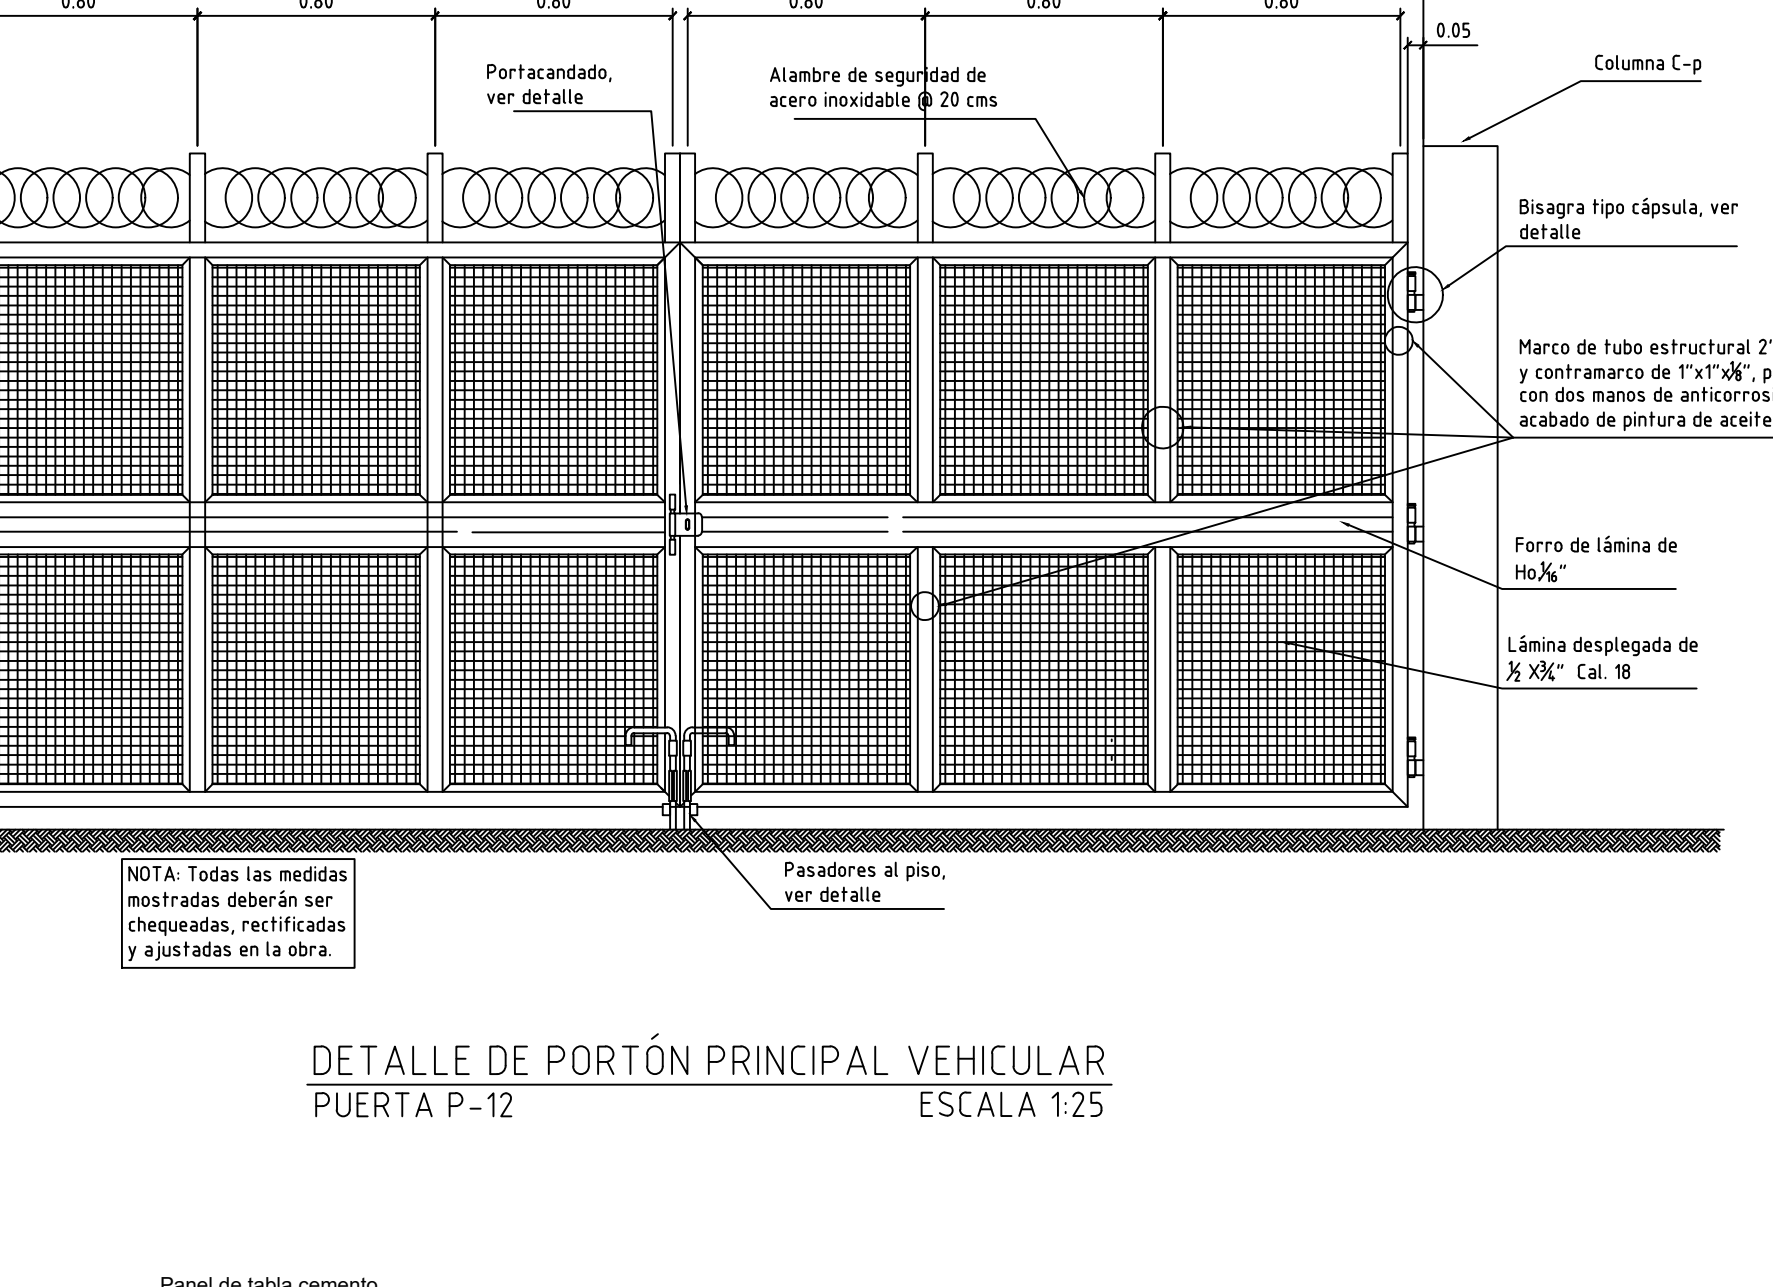 0.80 0.80 0.80 0.80 0.80 0.80
0.05
Columna C-p
Portacandado,
ver detalle
Alambre de seguridad de
acero inoxidable @ 20 cms
Bisagra tipo cápsula, ver
detalle
Marco de tubo estructural 2"
y contramarco de 1"x1"x⅛", p
con dos manos de anticorros
acabado de pintura de aceite
Forro de lámina de
Ho.1/16"
Lámina desplegada de
½ X¾" Cal. 18
Pasadores al piso,
ver detalle
NOTA: Todas las medidas
mostradas deberán ser
chequeadas, rectificadas
y ajustadas en la obra.
DETALLE DE PORTÓN PRINCIPAL VEHICULAR
PUERTA P-12 ESCALA 1:25
Panel de tabla cemento